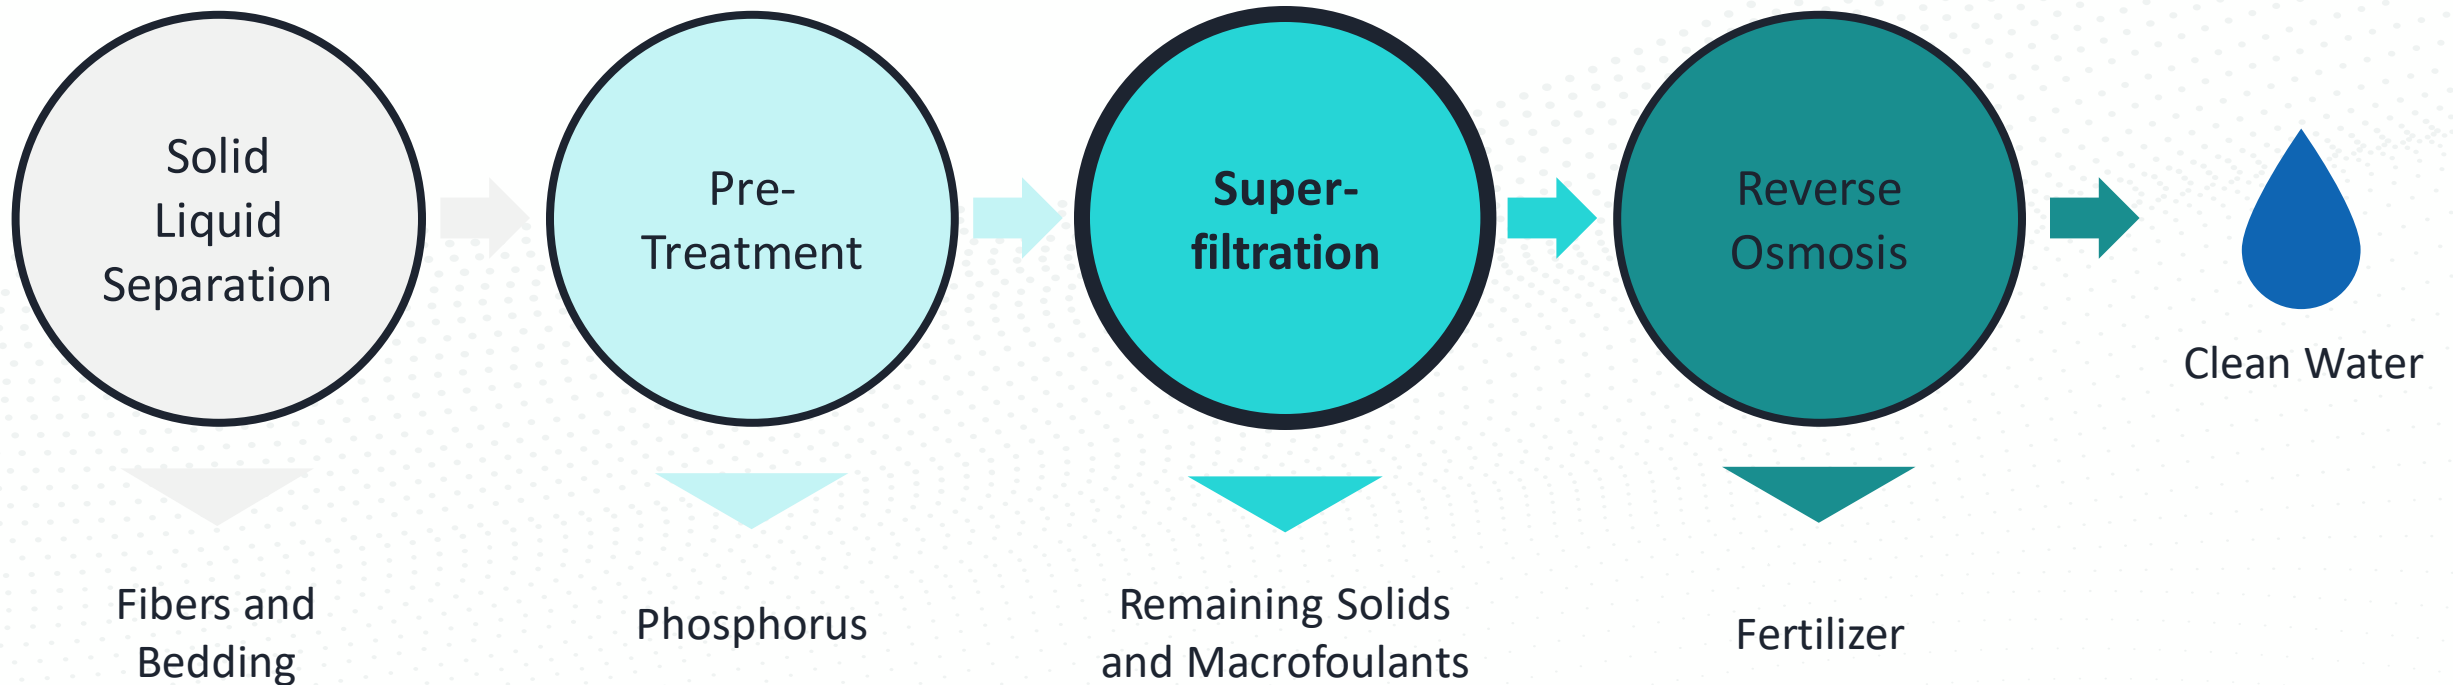 Solid
Liquid
Separation
Pre-
Treatment
Super-
filtration
Reverse
Osmosis
Clean Water
Fibers and
Bedding
Phosphorus
Remaining Solids
and Macrofoulants
Fertilizer